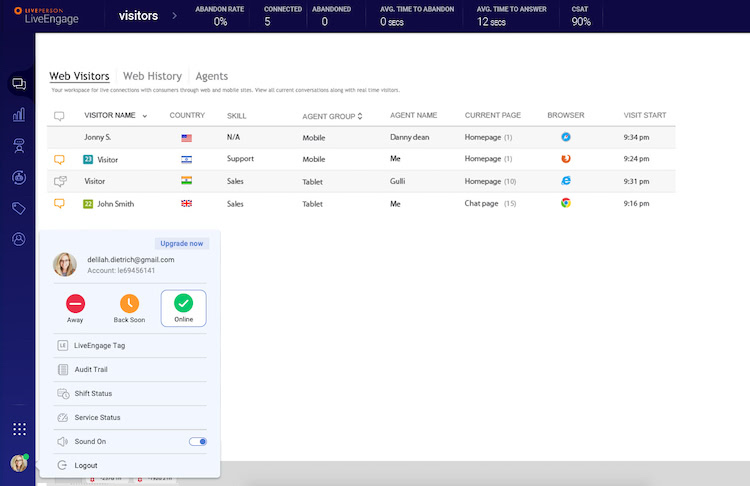 LIVEPERSON
LiveEngage
visitors
ABANDON RATE
0%
CONNECTED
5
ABANDONED
0
AVG. TIME TO ABANDON
0 SECS
AVG. TIME TO ANSWER
12 SECS
CSAT
90%
Web Visitors Web History Agents
Your workspace for live connections with consumers through web and mobile sites. View all current conversations along with real time visitors.
VISITOR NAME COUNTRY SKILL AGENT GROUP AGENT NAME CURRENT PAGE BROWSER VISIT START
Jonny S. N/A Mobile Danny dean Homepage (1) 9:34 pm
23 Visitor Support Mobile Me Homepage (1) 9:24 pm
Visitor Sales Tablet Gulli Homepage (10) 9:31 pm
22 John Smith Sales Tablet Me Chat page (15) 9:16 pm
Upgrade now
delilah.dietrich@gmail.com
Account: le69456141
Away Back Soon Online
LE LiveEngage Tag
Audit Trail
Shift Status
Service Status
Sound On
Logout